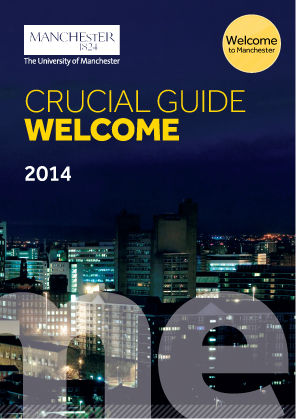 MANCHESTER
1824
The University of Manchester
Welcome
to Manchester
CRUCIAL GUIDE
WELCOME
2014
me